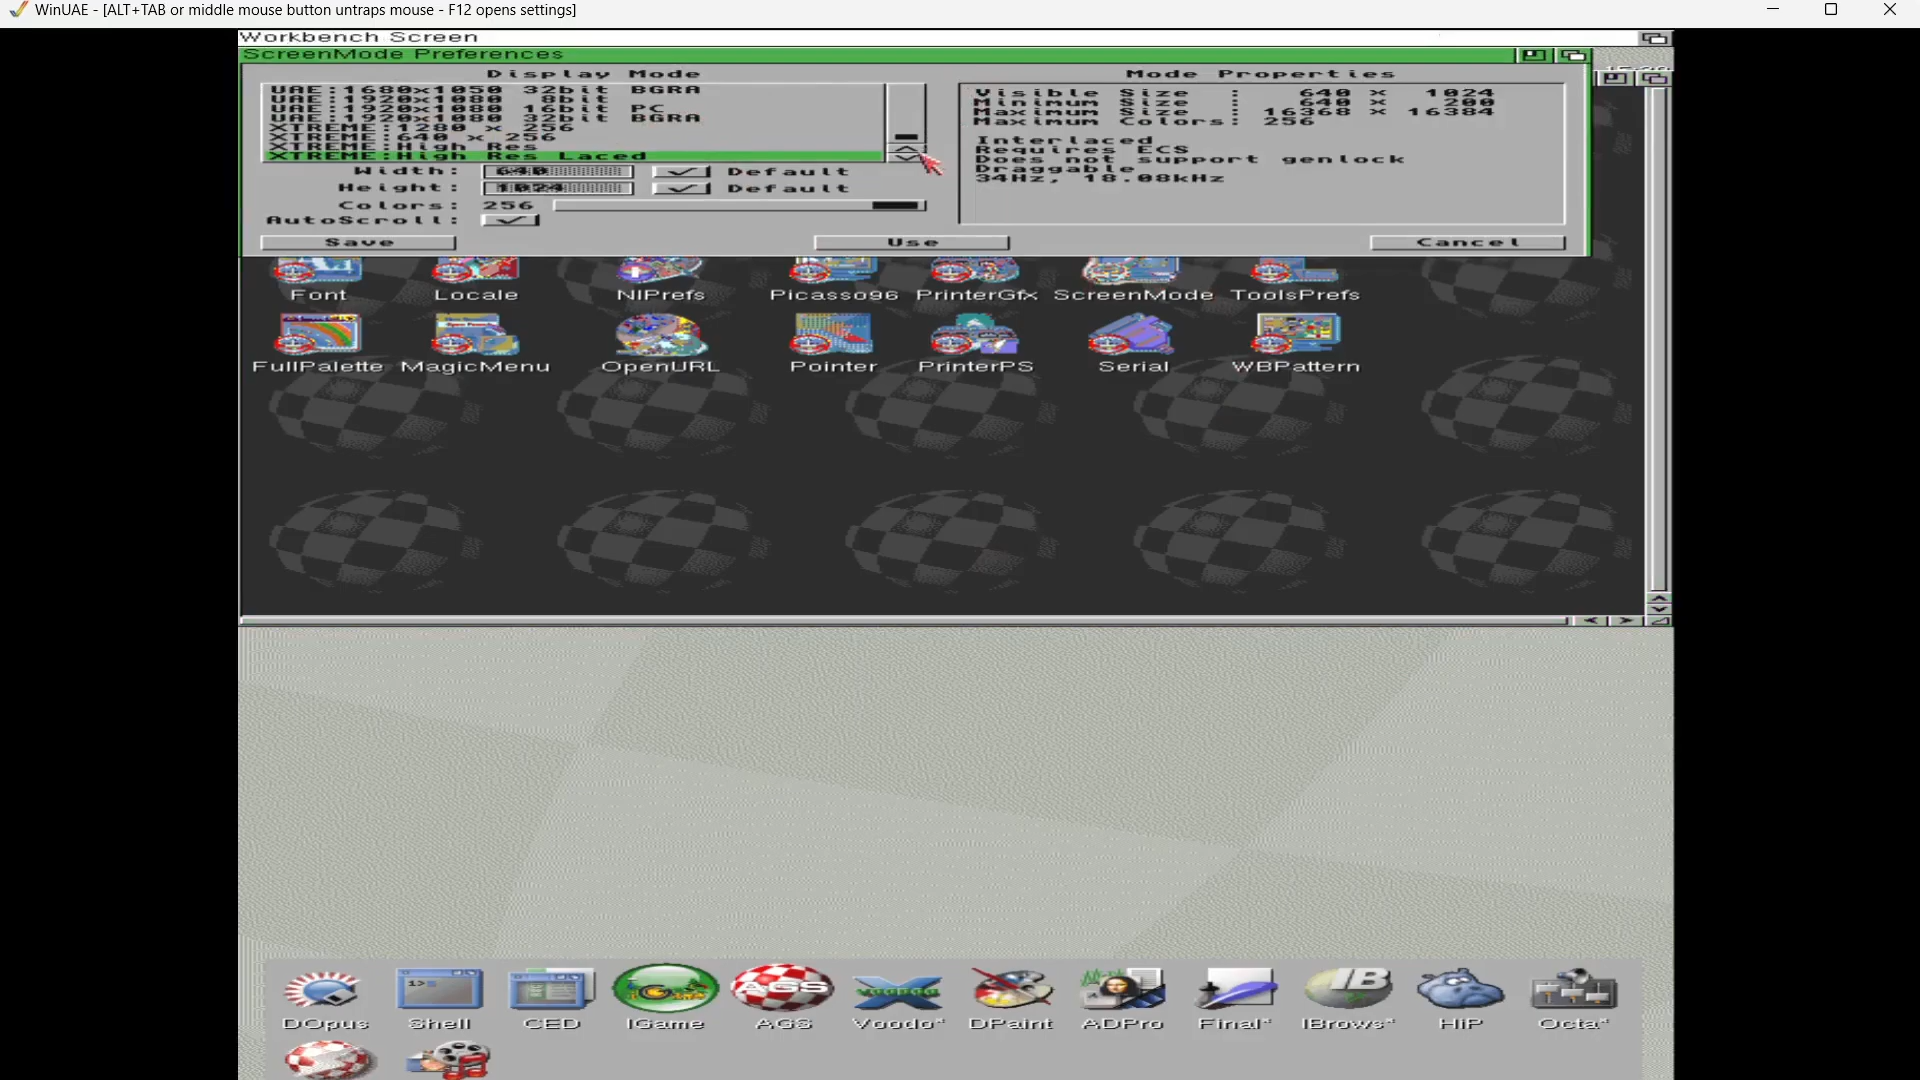 WinUAE - [ALT+TAB or middle mouse button untraps mouse - F12 opens settings]
Workbench Screen
ScreenMode Preferences
Display Mode
UAE:1680x1050 32bit BGRA
UAE:1920x1080 8bit
UAE:1920x1080 16bit PC
UAE:1920x1080 32bit BGRA
XTREME:1280 x 256
XTREME:640 x 256
XTREME:High Res
XTREME:High Res Laced
Width: 640 Default
Height: 1024 Default
Colors: 256
AutoScroll:
Mode Properties
Visible Size : 640 x 1024
Minimum Size : 640 x 200
Maximum Size : 16368 x 16384
Maximum Colors: 256
Interlaced
Requires ECS
Does not support genlock
Draggable
34Hz, 18.08kHz
Save Use Cancel
Font Locale NIPrefs Picasso96 PrinterGfx ScreenMode ToolsPrefs
FullPalette MagicMenu OpenURL Pointer PrinterPS Serial WBPattern
1>
AGS
VOODOO
IB
DOpus Shell CED IGame AGS Voodo* DPaint ADPro Final* IBrows* HiP Octa*